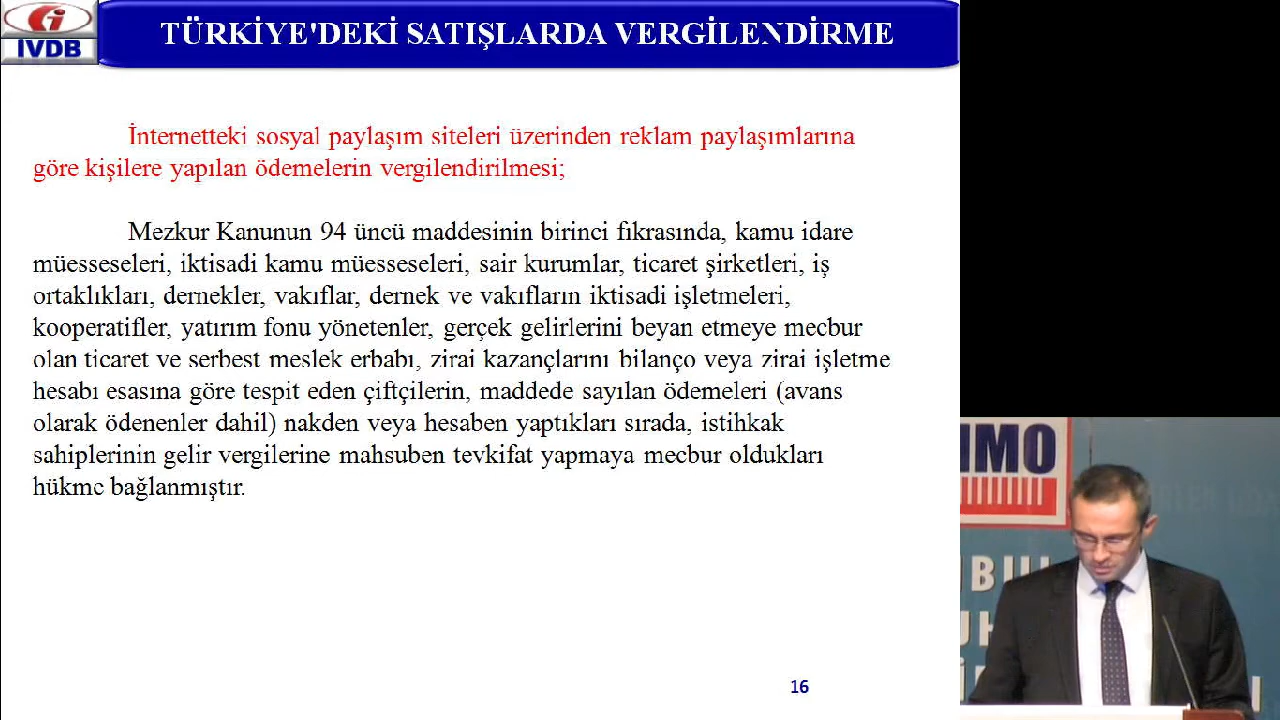 IVDB
TÜRKİYE'DEKİ SATIŞLARDA VERGİLENDİRME
İnternetteki sosyal paylaşım siteleri üzerinden reklam paylaşımlarına
göre kişilere yapılan ödemelerin vergilendirilmesi;
Mezkur Kanunun 94 üncü maddesinin birinci fıkrasında, kamu idare
müesseseleri, iktisadi kamu müesseseleri, sair kurumlar, ticaret şirketleri, iş
ortaklıkları, dernekler, vakıflar, dernek ve vakıfların iktisadi işletmeleri,
kooperatifler, yatırım fonu yönetenler, gerçek gelirlerini beyan etmeye mecbur
olan ticaret ve serbest meslek erbabı, zirai kazançlarını bilanço veya zirai işletme
hesabı esasına göre tespit eden çiftçilerin, maddede sayılan ödemeleri (avans
olarak ödenenler dahil) nakden veya hesaben yaptıkları sırada, istihkak
sahiplerinin gelir vergilerine mahsuben tevkifat yapmaya mecbur oldukları
hükme bağlanmıştır.
16
MMO